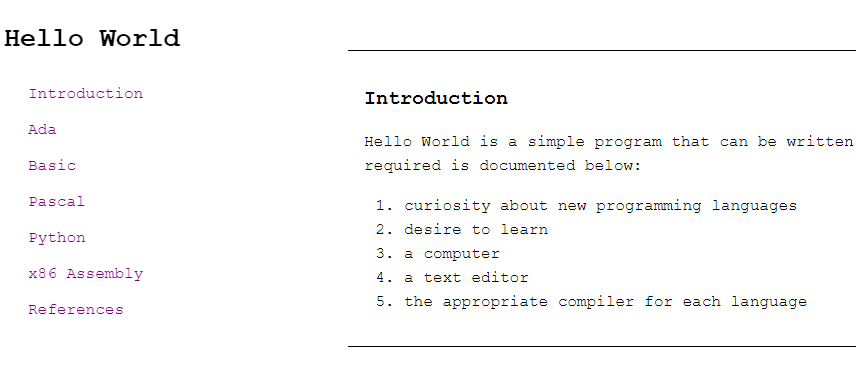 Hello World
Introduction
Ada
Basic
Pascal
Python
x86 Assembly
References
Introduction
Hello World is a simple program that can be written
required is documented below:
1. curiosity about new programming languages
2. desire to learn
3. a computer
4. a text editor
5. the appropriate compiler for each language